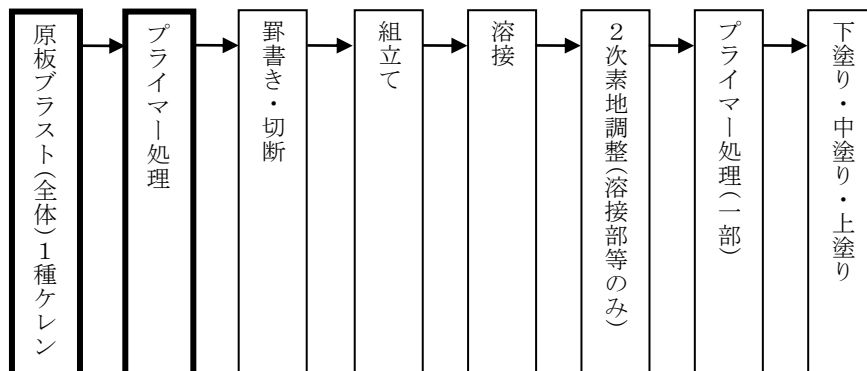 原板ブラスト(全体)１種ケレン
プライマー処理
罫書き・切断
組立て
溶接
２次素地調整(溶接部等のみ)
プライマー処理(一部)
下塗り・中塗り・上塗り